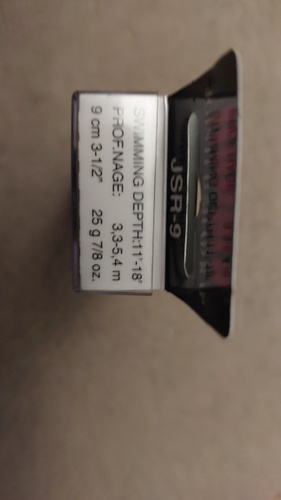 JSR-9
SWIMMING DEPTH:11'-18'
PROF.NAGE: 3,3-5,4 m
9 cm 3-1/2" 25 g 7/8 oz.